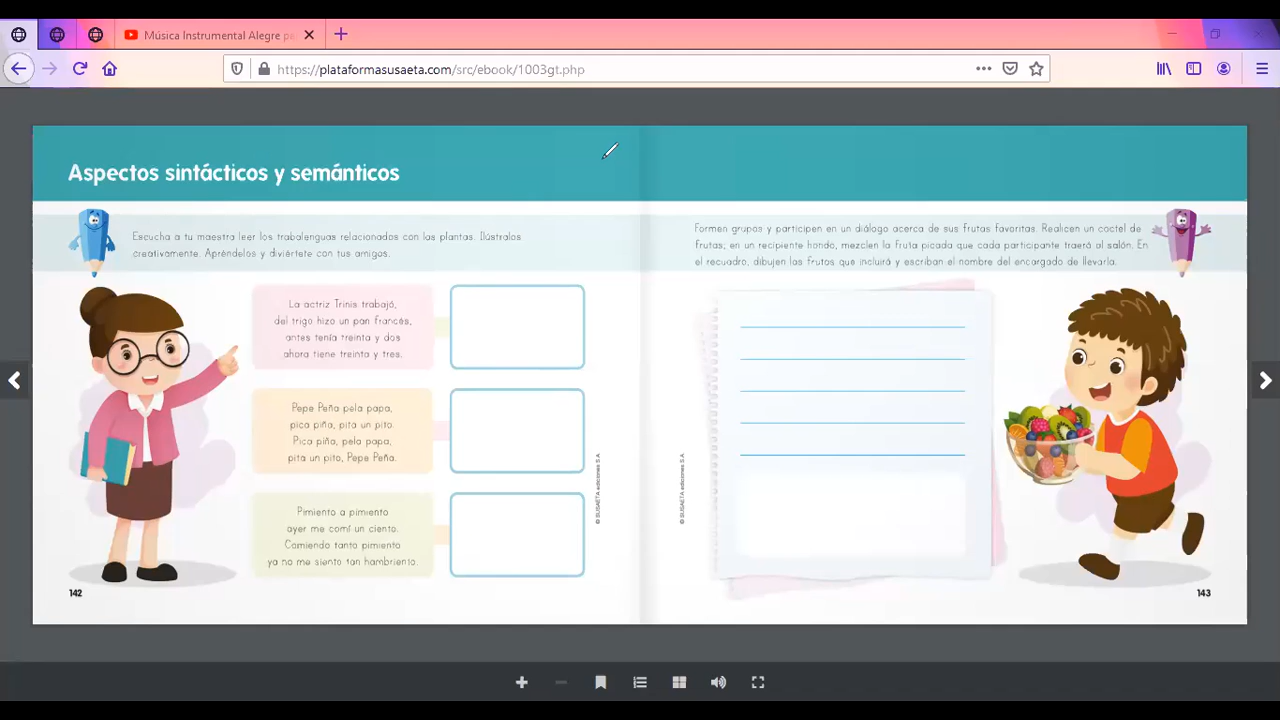 Música Instrumental Alegre pa
https://plataformasusaeta.com/src/ebook/1003gt.php
Aspectos sintácticos y semánticos
Escucha a tu maestra leer los trabalenguas relacionados con las plantas. Ilústralos
creativamente. Apréndelos y diviértete con tus amigos.
La actriz Trinis trabajó,
del trigo hizo un pan francés,
antes tenía treinta y dos
ahora tiene treinta y tres.
Pepe Peña pela papa,
pica piña, pita un pito.
Pica piña, pela papa,
pita un pito, Pepe Peña.
Pimiento a pimiento
ayer me comí un ciento.
Comiendo tanto pimiento
ya no me siento tan hambriento.
© SUSAETA ediciones S.A.
142
Formen grupos y participen en un diálogo acerca de sus frutas favoritas. Realicen un coctel de
frutas; en un recipiente hondo, mezclen la fruta picada que cada participante traerá al salón. En
el recuadro, dibujen las frutas que incluirá y escriban el nombre del encargado de llevarla.
© SUSAETA ediciones S.A.
143